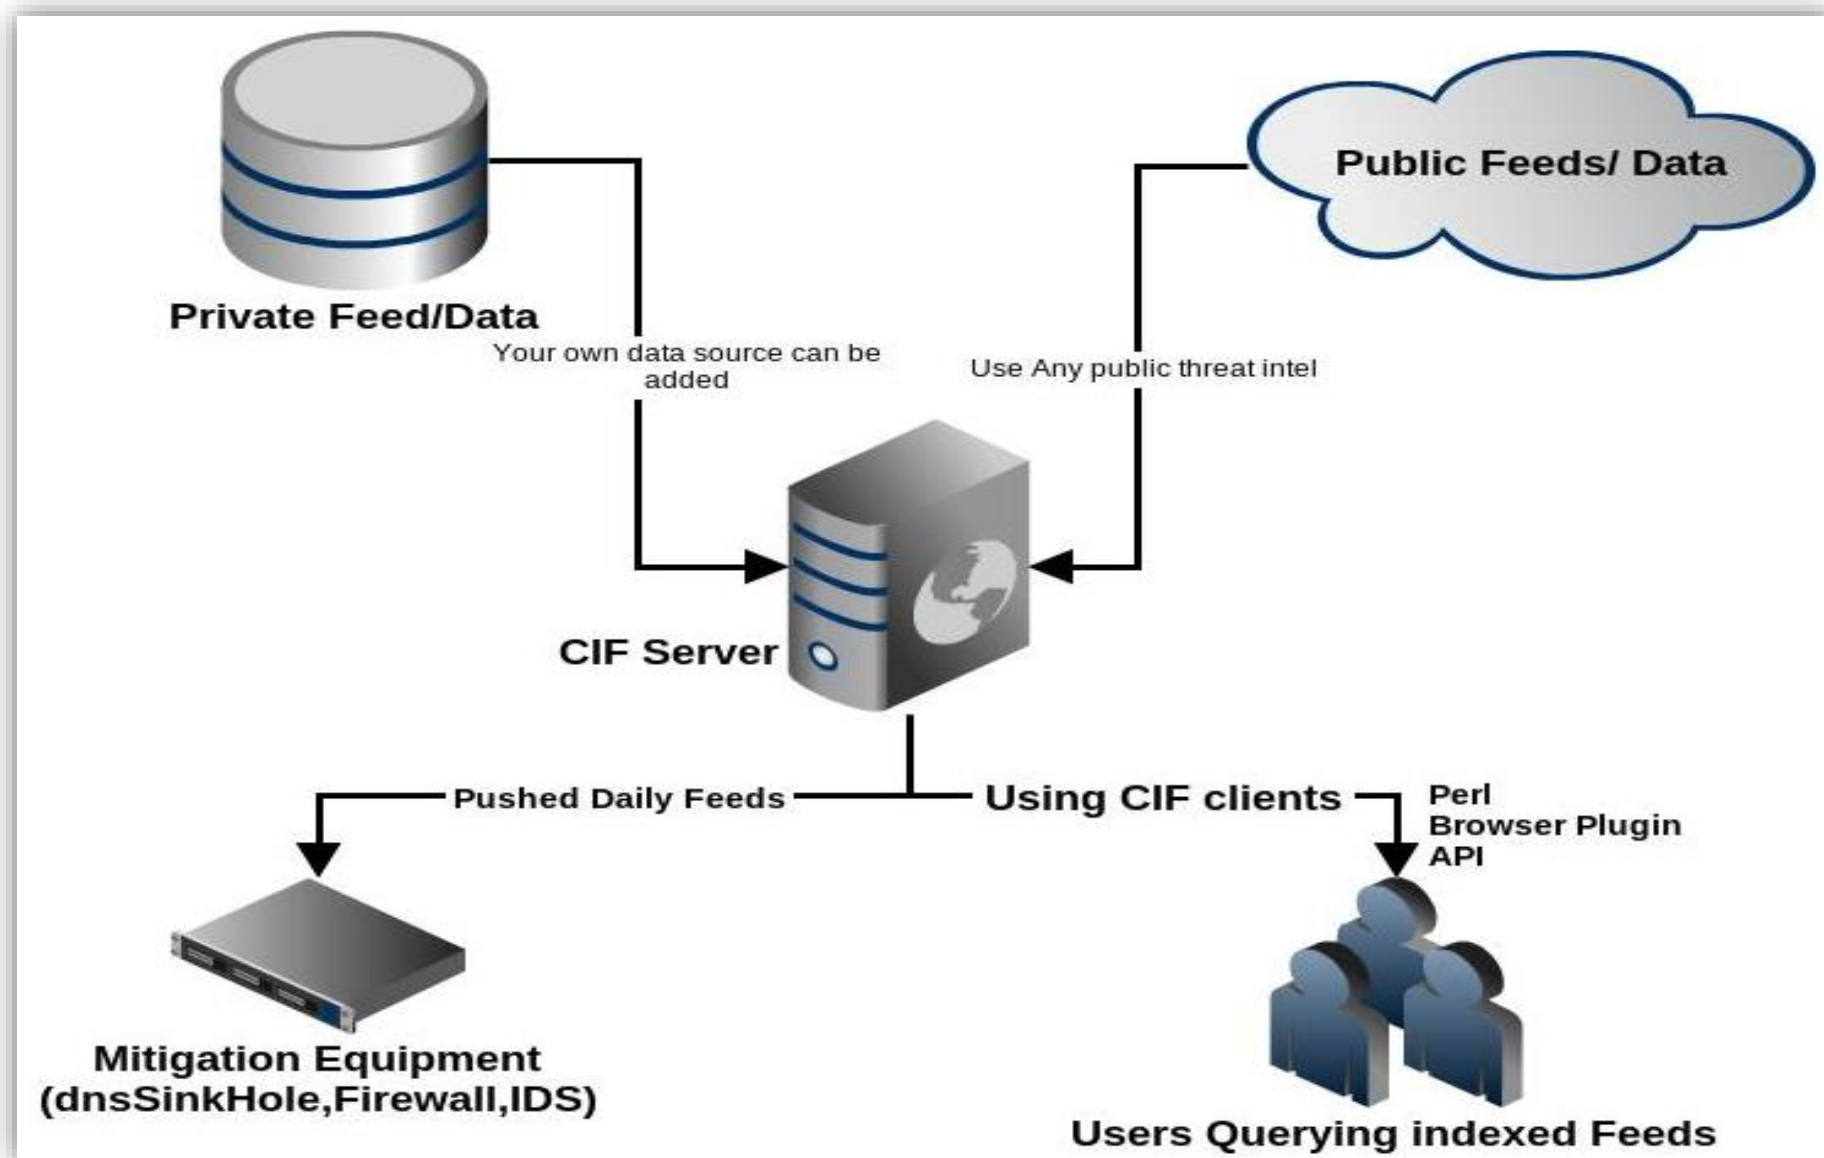 Public Feeds/ Data
Private Feed/Data
Your own data source can be
added
Use Any public threat intel
CIF Server
Pushed Daily Feeds
Using CIF clients
Perl
Browser Plugin
API
Mitigation Equipment
(dnsSinkHole,Firewall,IDS)
Users Querying indexed Feeds